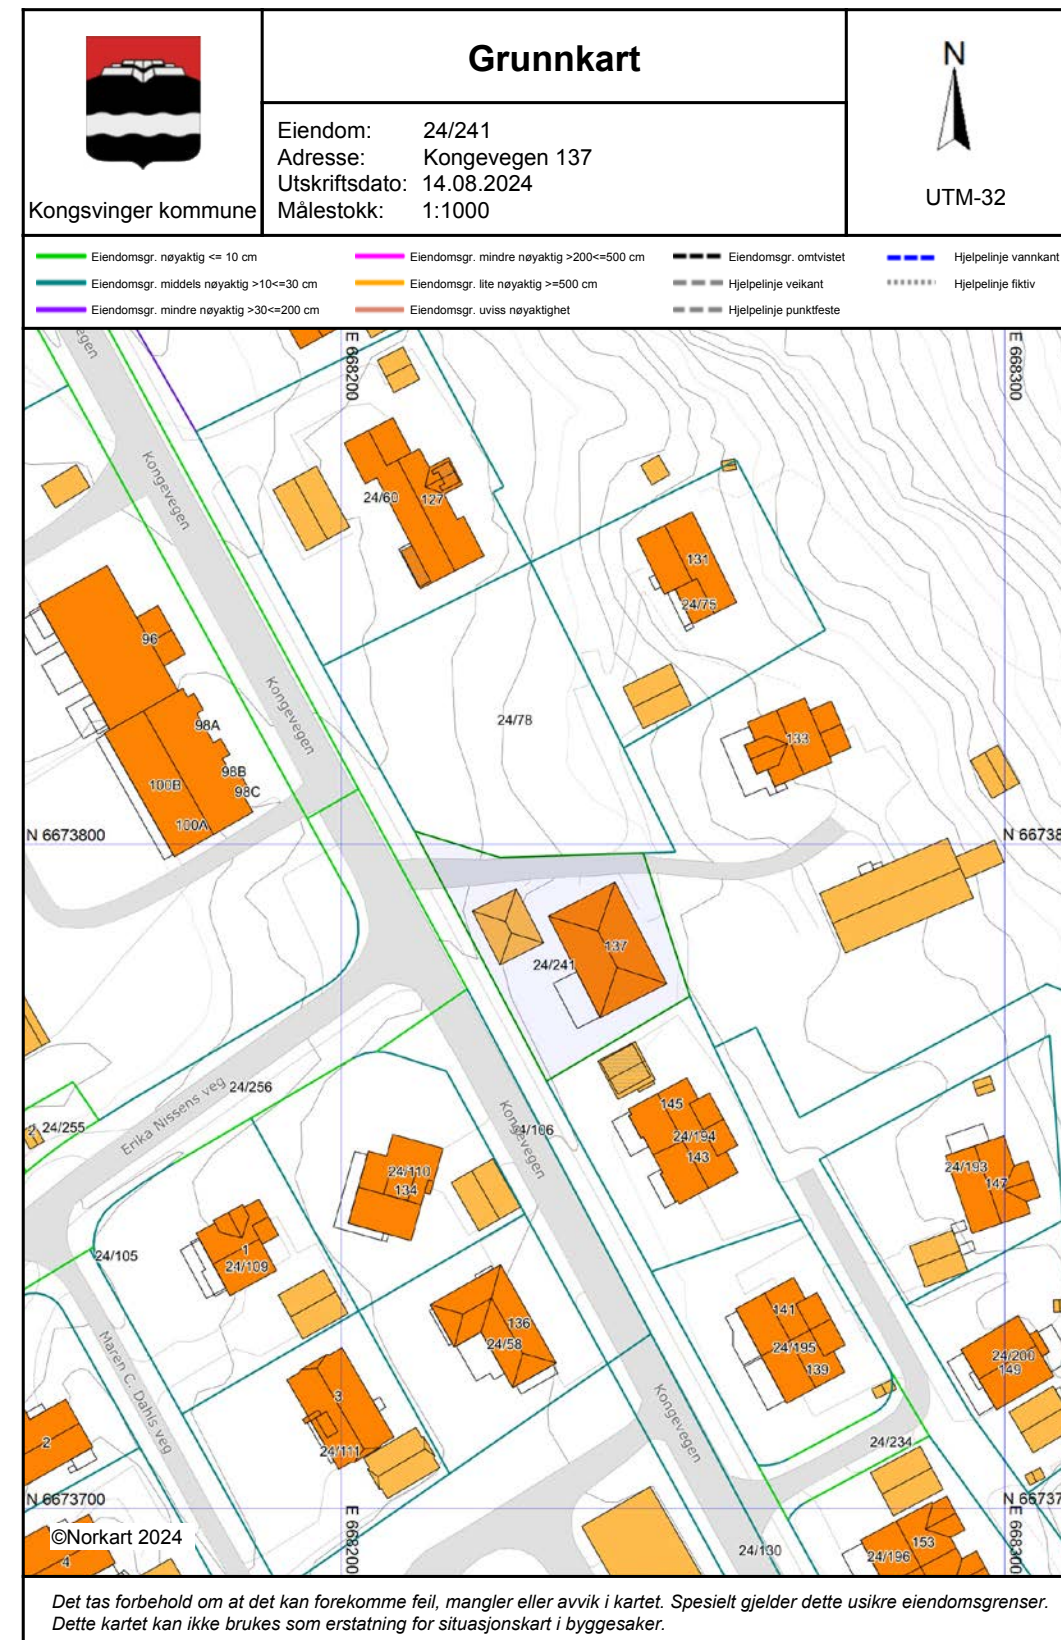 Grunnkart
N
Eiendom: 24/241
Adresse: Kongevegen 137
Utskriftsdato: 14.08.2024
Målestokk: 1:1000
Kongsvinger kommune
UTM-32
Eiendomsgr. nøyaktig <= 10 cm
Eiendomsgr. mindre nøyaktig >200<=500 cm
Eiendomsgr. omtvistet
Hjelpelinje vannkant
Eiendomsgr. middels nøyaktig >10<=30 cm
Eiendomsgr. lite nøyaktig >=500 cm
Hjelpelinje veikant
Hjelpelinje fiktiv
Eiendomsgr. mindre nøyaktig >30<=200 cm
Eiendomsgr. uviss nøyaktighet
Hjelpelinje punktfeste
egen
E 668200
E 668300
Kongevegen
24/60
127
131
24/75
96
Kongevegen
98A
24/78
133
98B
100B
98C
100A
N 6673800
N 66738
137
24/241
24/256
Erika Nissens veg
24/255
Kongevegen
24/106
145
24/194
143
24/110
134
24/193
147
1
24/109
24/105
141
24/195
139
136
24/58
24/200
149
Maren C. Dahls veg
3
24/111
Kongevegen
2
24/234
N 6673700
E 668200
N 66737
E 668300
©Norkart 2024
4
24/130
153
24/196
Det tas forbehold om at det kan forekomme feil, mangler eller avvik i kartet. Spesielt gjelder dette usikre eiendomsgrenser.
Dette kartet kan ikke brukes som erstatning for situasjonskart i byggesaker.